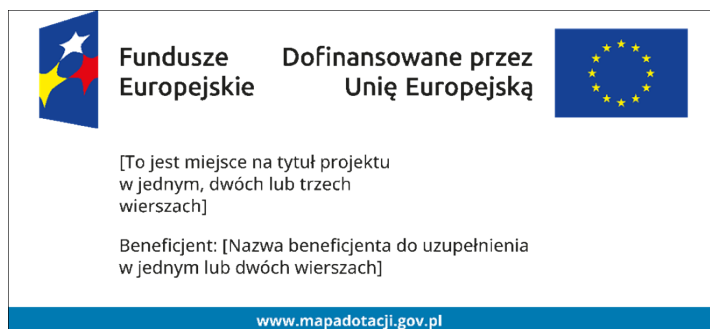 Fundusze
Europejskie
Dofinansowane przez
Unię Europejską
[To jest miejsce na tytuł projektu
w jednym, dwóch lub trzech
wierszach]
Beneficjent: [Nazwa beneficjenta do uzupełnienia
w jednym lub dwóch wierszach]
www.mapadotacji.gov.pl